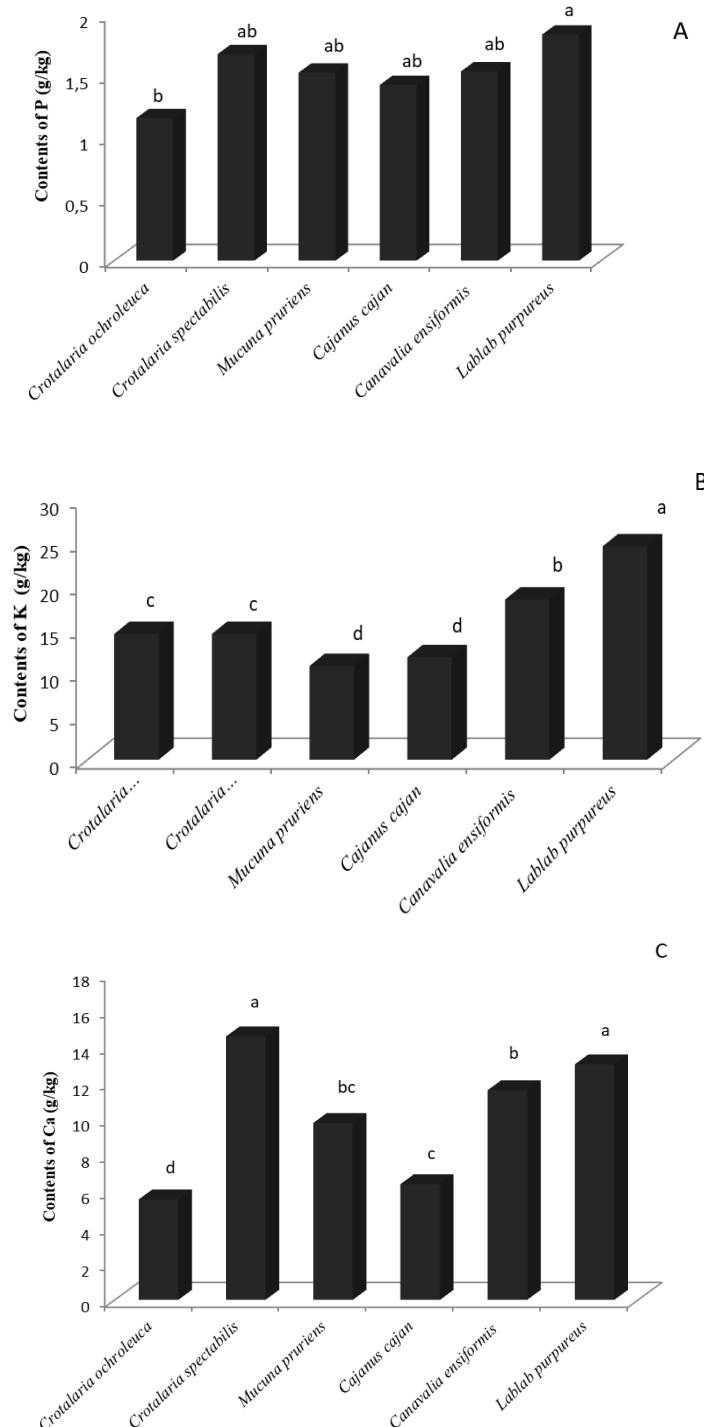 A
Contents of P (g/kg)
2
1,5
1
0,5
0
b
ab
ab
ab
ab
a
Crotalaria ochroleuca
Crotalaria spectabilis
Mucuna pruriens
Cajanus cajan
Canavalia ensiformis
Lablab purpureus
B
Contents of K (g/kg)
30
25
20
15
10
5
0
c
c
d
d
b
a
Crotalaria...
Crotalaria...
Mucuna pruriens
Cajanus cajan
Canavalia ensiformis
Lablab purpureus
C
Contents of Ca (g/kg)
18
16
14
12
10
8
6
4
2
0
d
a
bc
c
b
a
Crotalaria ochroleuca
Crotalaria spectabilis
Mucuna pruriens
Cajanus cajan
Canavalia ensiformis
Lablab purpureus